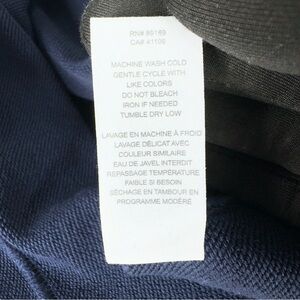 RN# 89169
CA# 41106
MACHINE WASH COLD
GENTLE CYCLE WITH
LIKE COLORS
DO NOT BLEACH
IRON IF NEEDED
TUMBLE DRY LOW
LAVAGE EN MACHINE À FROID
LAVAGE DÉLICAT AVEC
COULEUR SIMILAIRE
EAU DE JAVEL INTERDIT
REPASSAGE TEMPÉRATURE
FAIBLE SI BESOIN
SÉCHAGE EN TAMBOUR EN
PROGRAMME MODÉRÉ